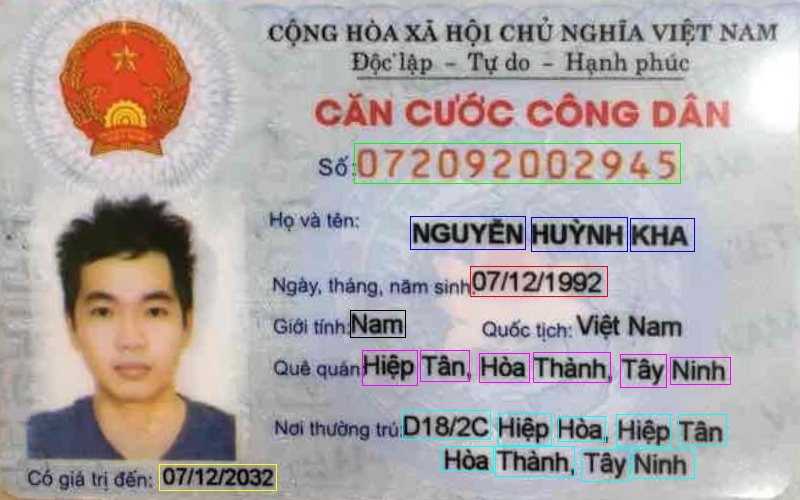 CỘNG HÒA XÃ HỘI CHỦ NGHĨA VIỆT NAM
Độc lập - Tự do - Hạnh phúc
CĂN CƯỚC CÔNG DÂN
Số: 072092002945
Họ và tên: NGUYỄN HUỲNH KHA
Ngày, tháng, năm sinh: 07/12/1992
Giới tính: Nam Quốc tịch: Việt Nam
Quê quán: Hiệp Tân, Hòa Thành, Tây Ninh
Nơi thường trú: D18/2C Hiệp Hòa, Hiệp Tân
Hòa Thành, Tây Ninh
Có giá trị đến: 07/12/2032